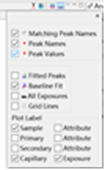 Matching Peak Names
Peak Names
Peak Values
Fitted Peaks
Baseline Fit
All Exposures
Grid Lines
Plot Label
Sample Attribute
Primary Attribute
Secondary Attribute
Capillary Exposure